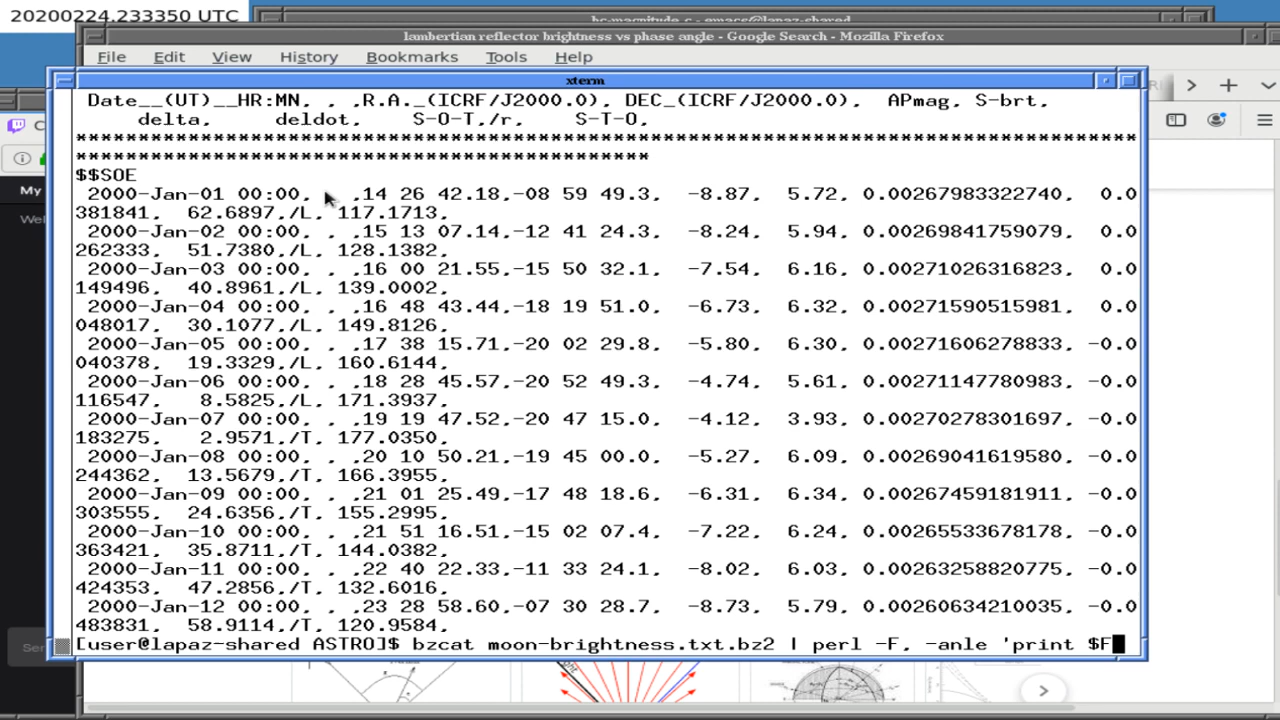 20200224.233350 UTC
bc-magnitude.c - emacs@lapaz-shared
lambertian reflector brightness vs phase angle - Google Search - Mozilla Firefox
File Edit View History Bookmarks Tools Help
xterm
Date__(UT)__HR:MN, , ,R.A._(ICRF/J2000.0), DEC_(ICRF/J2000.0), APmag, S-brt,
delta, deldot, S-O-T,/r, S-T-O,
*************************************************************************************
**********************************************
$$SOE
2000-Jan-01 00:00, , ,14 26 42.18,-08 59 49.3, -8.87, 5.72, 0.00267983322740, 0.0
381841, 62.6897,/L, 117.1713,
2000-Jan-02 00:00, , ,15 13 07.14,-12 41 24.3, -8.24, 5.94, 0.00269841759079, 0.0
262333, 51.7380,/L, 128.1382,
2000-Jan-03 00:00, , ,16 00 21.55,-15 50 32.1, -7.54, 6.16, 0.00271026316823, 0.0
149496, 40.8961,/L, 139.0002,
2000-Jan-04 00:00, , ,16 48 43.44,-18 19 51.0, -6.73, 6.32, 0.00271590515981, 0.0
048017, 30.1077,/L, 149.8126,
2000-Jan-05 00:00, , ,17 38 15.71,-20 02 29.8, -5.80, 6.30, 0.00271606278833, -0.0
040378, 19.3329,/L, 160.6144,
2000-Jan-06 00:00, , ,18 28 45.57,-20 52 49.3, -4.74, 5.61, 0.00271147780983, -0.0
116547, 8.5825,/L, 171.3937,
2000-Jan-07 00:00, , ,19 19 47.52,-20 47 15.0, -4.12, 3.93, 0.00270278301697, -0.0
183275, 2.9571,/T, 177.0350,
2000-Jan-08 00:00, , ,20 10 50.21,-19 45 00.0, -5.27, 6.09, 0.00269041619580, -0.0
244362, 13.5679,/T, 166.3955,
2000-Jan-09 00:00, , ,21 01 25.49,-17 48 18.6, -6.31, 6.34, 0.00267459181911, -0.0
303555, 24.6356,/T, 155.2995,
2000-Jan-10 00:00, , ,21 51 16.51,-15 02 07.4, -7.22, 6.24, 0.00265533678178, -0.0
363421, 35.8711,/T, 144.0382,
2000-Jan-11 00:00, , ,22 40 22.33,-11 33 24.1, -8.02, 6.03, 0.00263258820775, -0.0
424353, 47.2856,/T, 132.6016,
2000-Jan-12 00:00, , ,23 28 58.60,-07 30 28.7, -8.73, 5.79, 0.00260634210035, -0.0
483831, 58.9114,/T, 120.9584,
[user@lapaz-shared ASTRO]$ bzcat moon-brightness.txt.bz2 | perl -F, -anle 'print $F
My
Wel
Ser